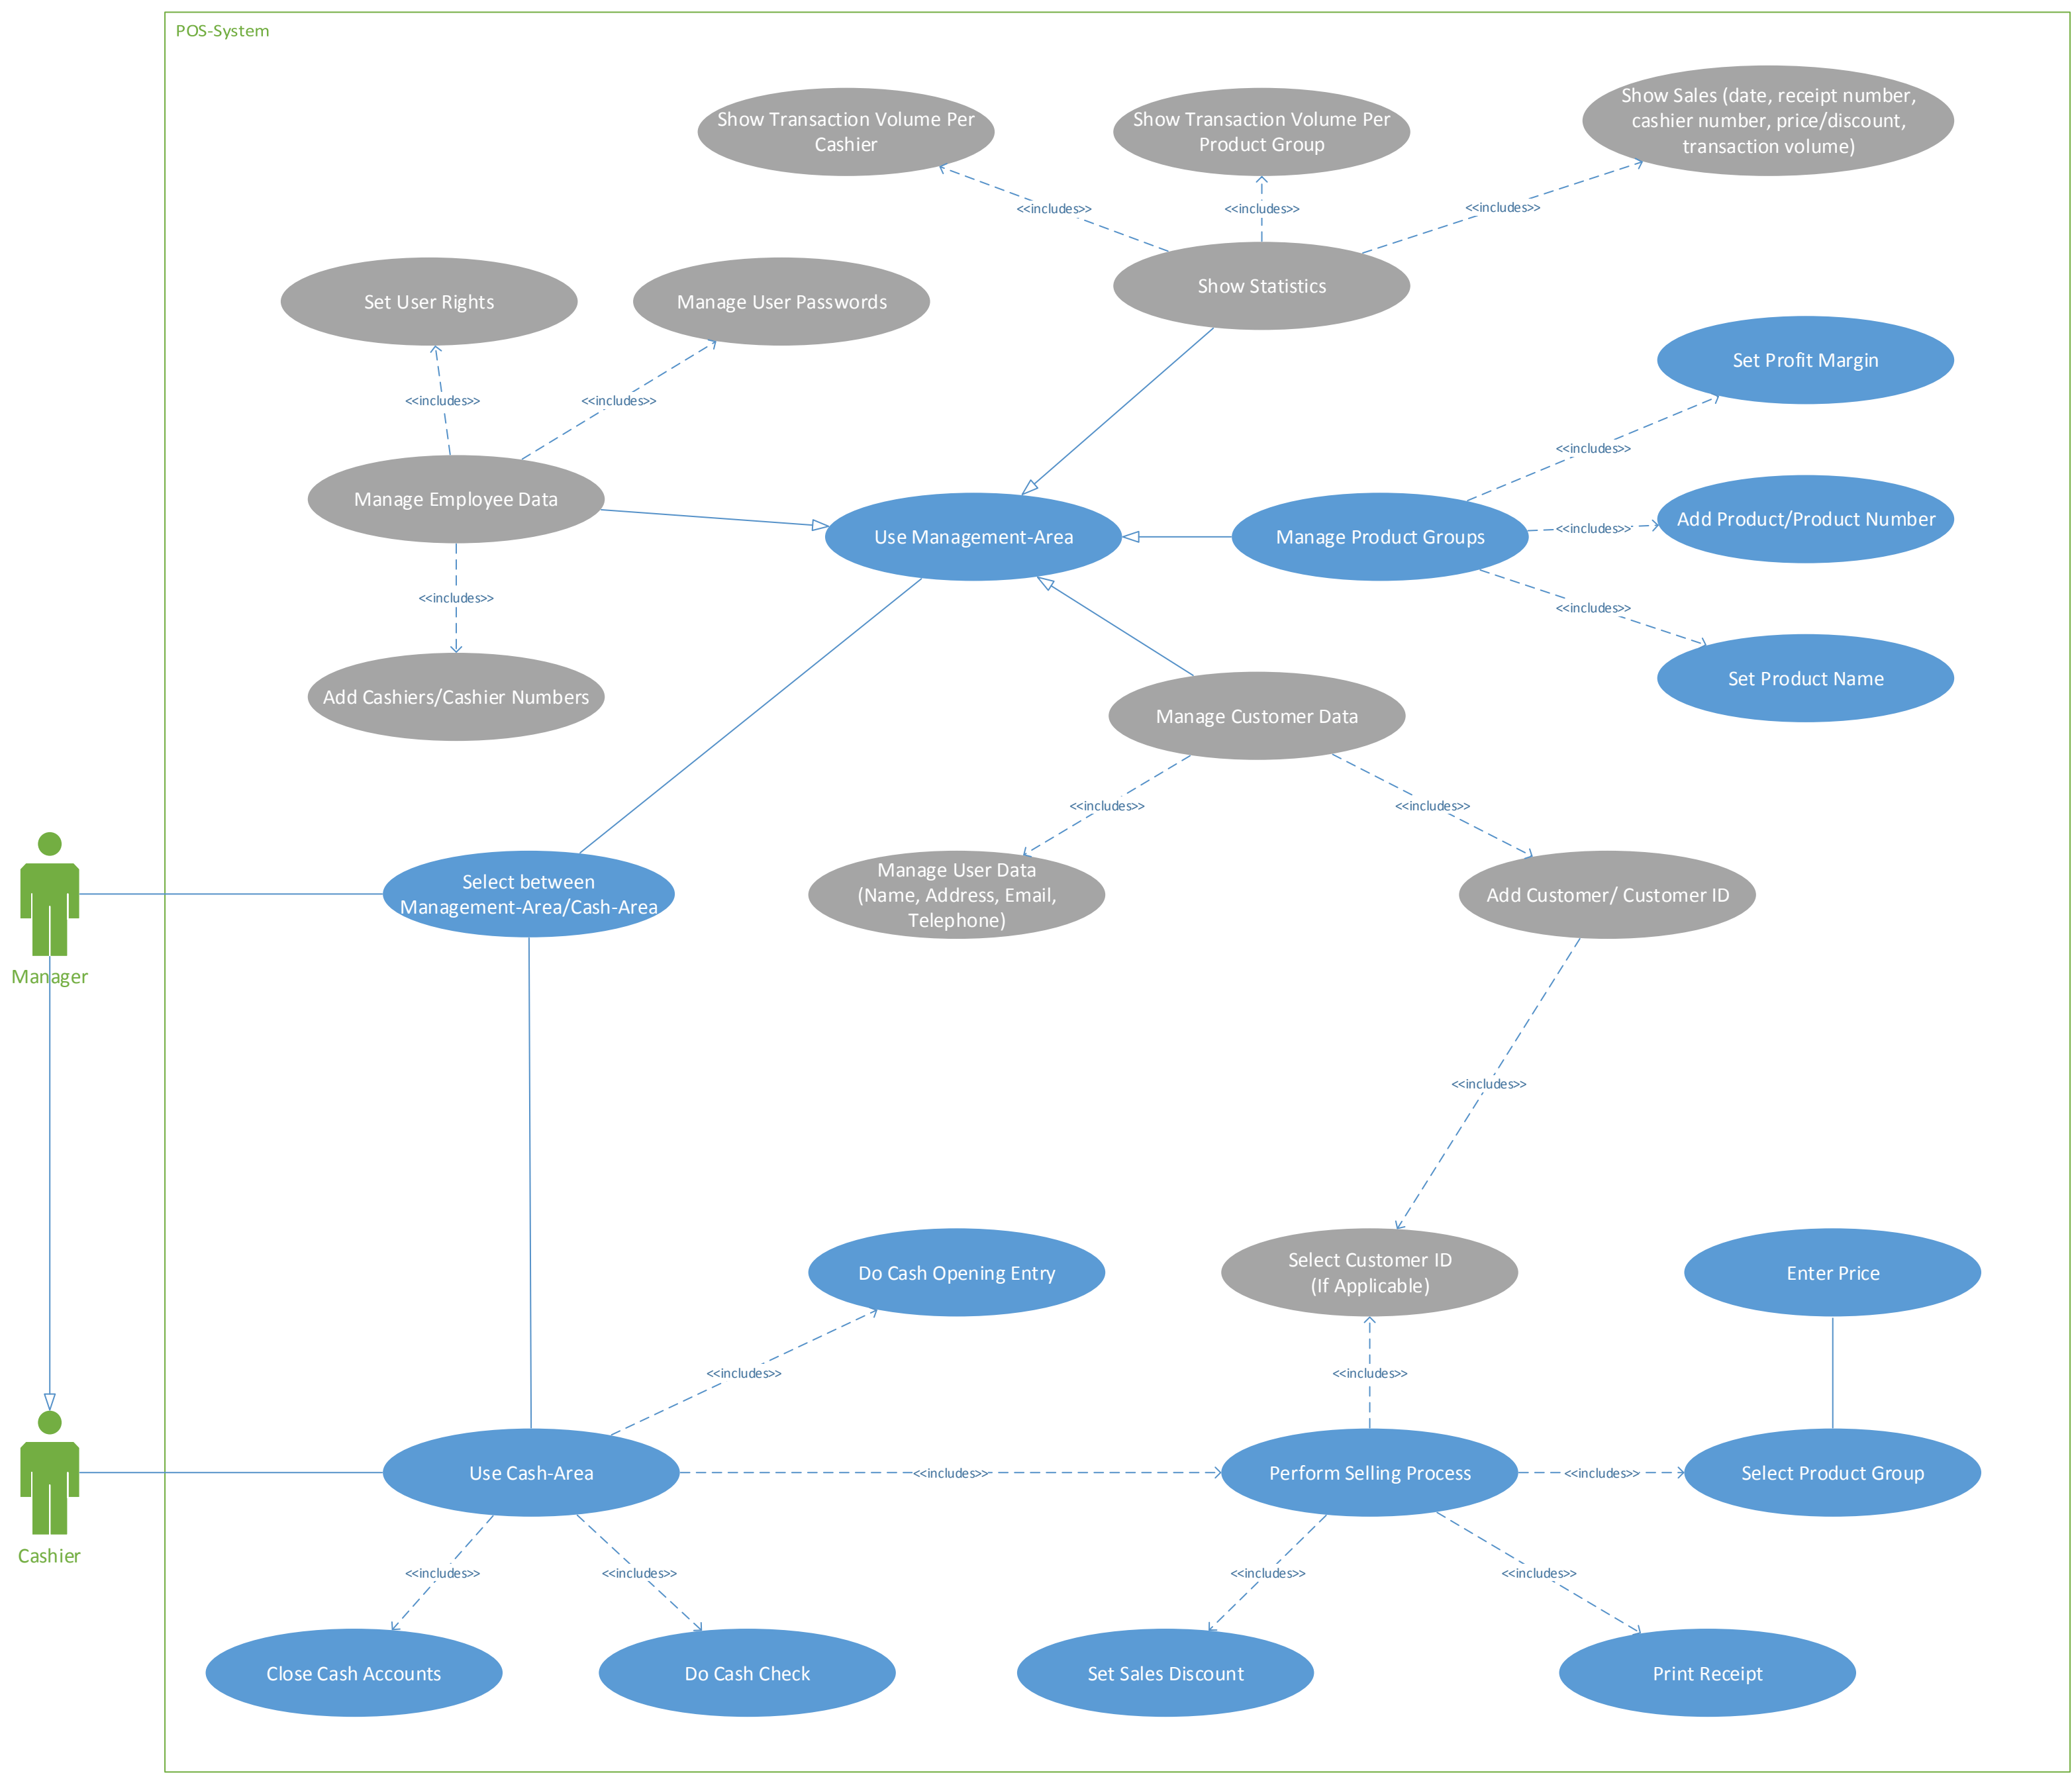 POS-System
Show Transaction Volume Per
Cashier
Show Transaction Volume Per
Product Group
Show Sales (date, receipt number,
cashier number, price/discount,
transaction volume)
<<includes>>
<<includes>>
<<includes>>
Set User Rights
Manage User Passwords
Show Statistics
Set Profit Margin
<<includes>>
<<includes>>
<<includes>>
Manage Employee Data
Use Management-Area
Manage Product Groups
<<includes>>
Add Product/Product Number
<<includes>>
<<includes>>
Add Cashiers/Cashier Numbers
Manage Customer Data
Set Product Name
<<includes>>
<<includes>>
Manager
Select between
Management-Area/Cash-Area
Manage User Data
(Name, Address, Email,
Telephone)
Add Customer/ Customer ID
<<includes>>
Do Cash Opening Entry
Select Customer ID
(If Applicable)
Enter Price
<<includes>>
<<includes>>
Cashier
Use Cash-Area
<<includes>>
Perform Selling Process
<<includes>>
Select Product Group
<<includes>>
<<includes>>
<<includes>>
<<includes>>
Close Cash Accounts
Do Cash Check
Set Sales Discount
Print Receipt